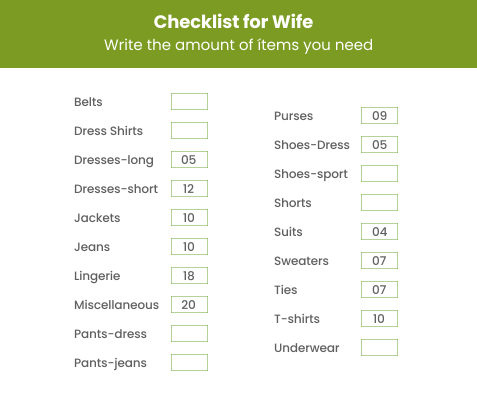 Checklist for Wife
Write the amount of ítems you need
Belts
Dress Shirts
Dresses-long 05
Dresses-short 12
Jackets 10
Jeans 10
Lingerie 18
Miscellaneous 20
Pants-dress
Pants-jeans
Purses 09
Shoes-Dress 05
Shoes-sport
Shorts
Suits 04
Sweaters 07
Ties 07
T-shirts 10
Underwear